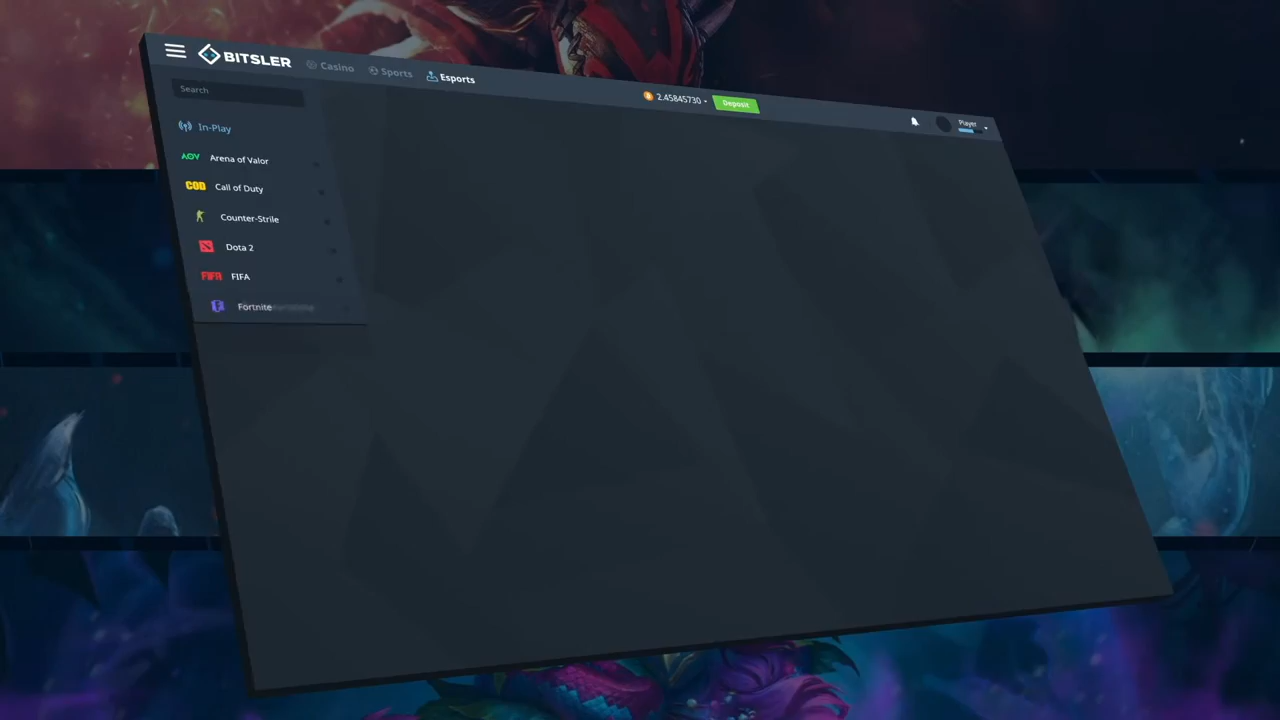 BITSLER Casino Sports Esports
2.45845730 Deposit
Player
Search
In-Play
AOV Arena of Valor
COD Call of Duty
Counter-Strike
Dota 2
FIFA FIFA
Fortnite